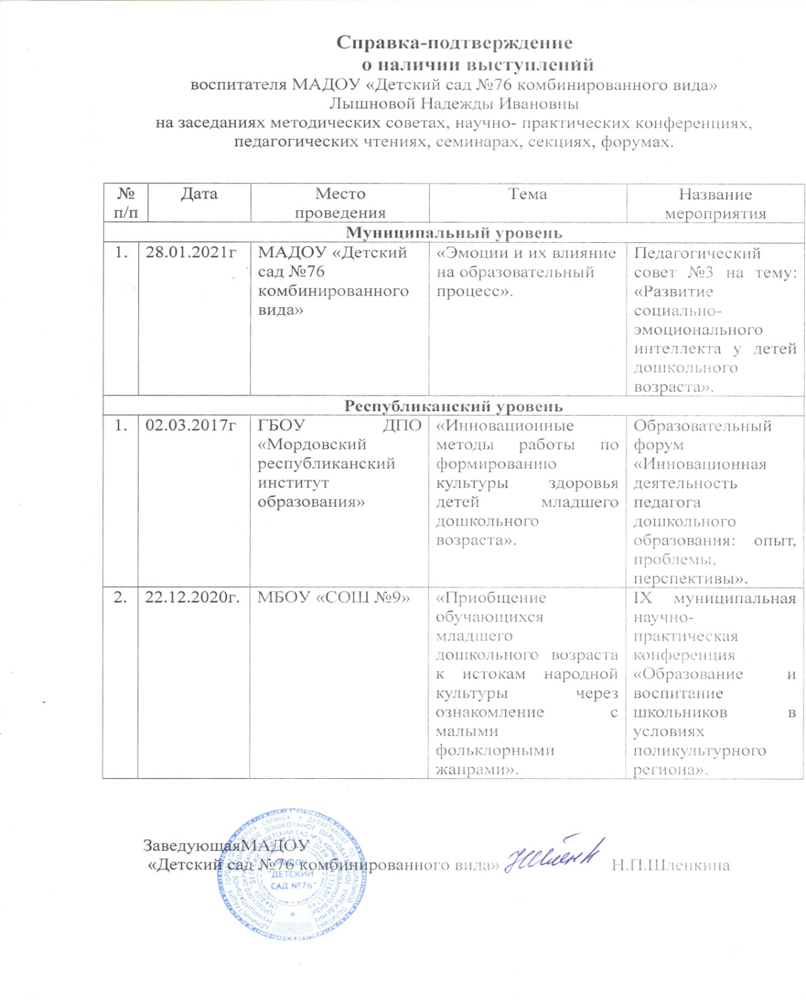 Справка-подтверждение
о наличии выступлений
воспитателя МАДОУ «Детский сад №76 комбинированного вида»
Лышновой Надежды Ивановны
на заседаниях методических советах, научно- практических конференциях,
педагогических чтениях, семинарах, секциях, форумах.
№ п/п
Дата
Место проведения
Тема
Название мероприятия
Муниципальный уровень
1.
28.01.2021г
МАДОУ «Детский
сад №76
комбинированного
вида»
«Эмоции и их влияние
на образовательный
процесс».
Педагогический
совет №3 на тему:
«Развитие
социально-
эмоционального
интеллекта у детей
дошкольного
возраста».
Республиканский уровень
1.
02.03.2017г
ГБОУ ДПО
«Мордовский
республиканский
институт
образования»
«Инновационные
методы работы по
формированию
культуры здоровья
детей младшего
дошкольного
возраста».
Образовательный
форум
«Инновационная
деятельность
педагога
дошкольного
образования: опыт,
проблемы,
перспективы».
2.
22.12.2020г.
МБОУ «СОШ №9»
«Приобщение
обучающихся
младшего
дошкольного возраста
к истокам народной
культуры через
ознакомление с
малыми
фольклорными
жанрами».
IX муниципальная
научно-
практическая
конференция
«Образование и
воспитание
школьников в
условиях
поликультурного
региона».
ЗаведующаяМАДОУ
«Детский сад №76 комбинированного вида»
Н.П.Шленкина
МАДОУ
"ДЕТСКИЙ
САД №76"